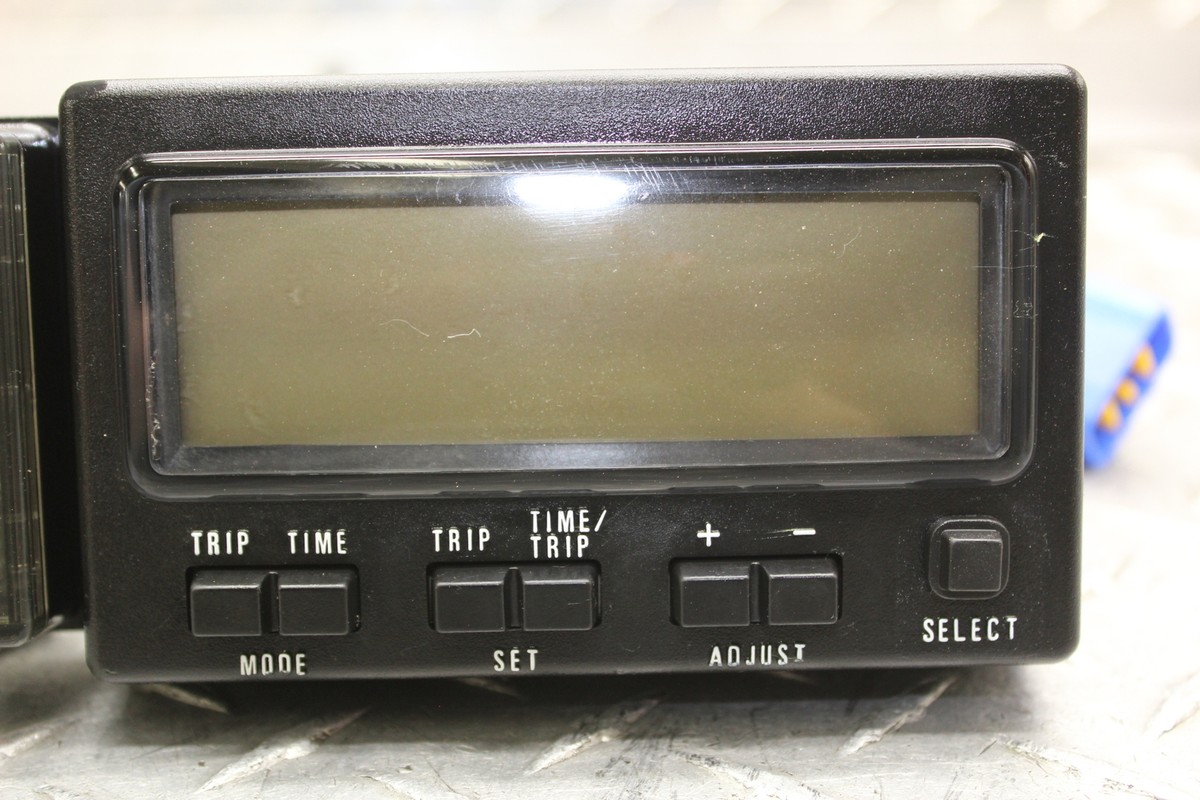 TRIP TIME TRIP TIME/
TRIP + -
MODE SET ADJUST SELECT